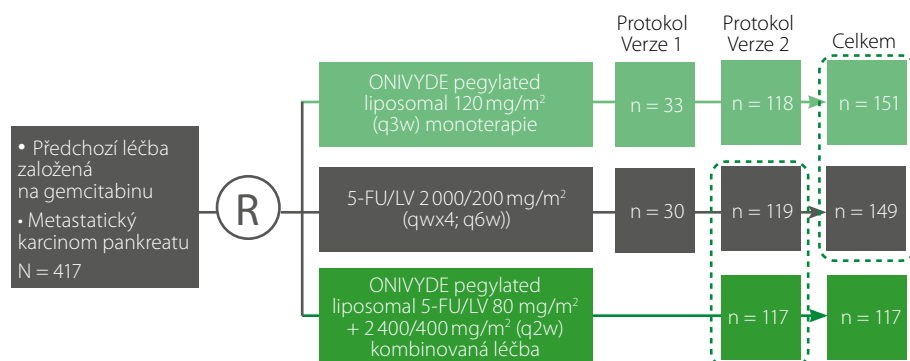 Protokol
Verze 1
Protokol
Verze 2
Celkem
• Předchozí léčba
založená
na gemcitabinu
• Metastatický
karcinom pankreatu
N = 417
R
ONIVYDE pegylated
liposomal 120 mg/m²
(q3w) monoterapie
n = 33
n = 118
n = 151
5-FU/LV 2 000/200 mg/m²
(qwx4; q6w))
n = 30
n = 119
n = 149
ONIVYDE pegylated
liposomal 5-FU/LV 80 mg/m²
+ 2 400/400 mg/m² (q2w)
kombinovaná léčba
n = 117
n = 117